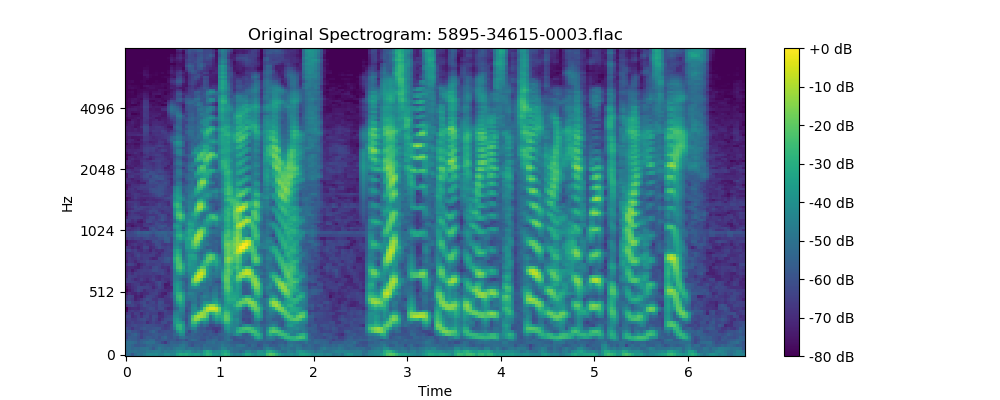 Original Spectrogram: 5895-34615-0003.flac
Hz
4096
2048
1024
512
0
0 1 2 3 4 5 6
Time
+0 dB
-10 dB
-20 dB
-30 dB
-40 dB
-50 dB
-60 dB
-70 dB
-80 dB